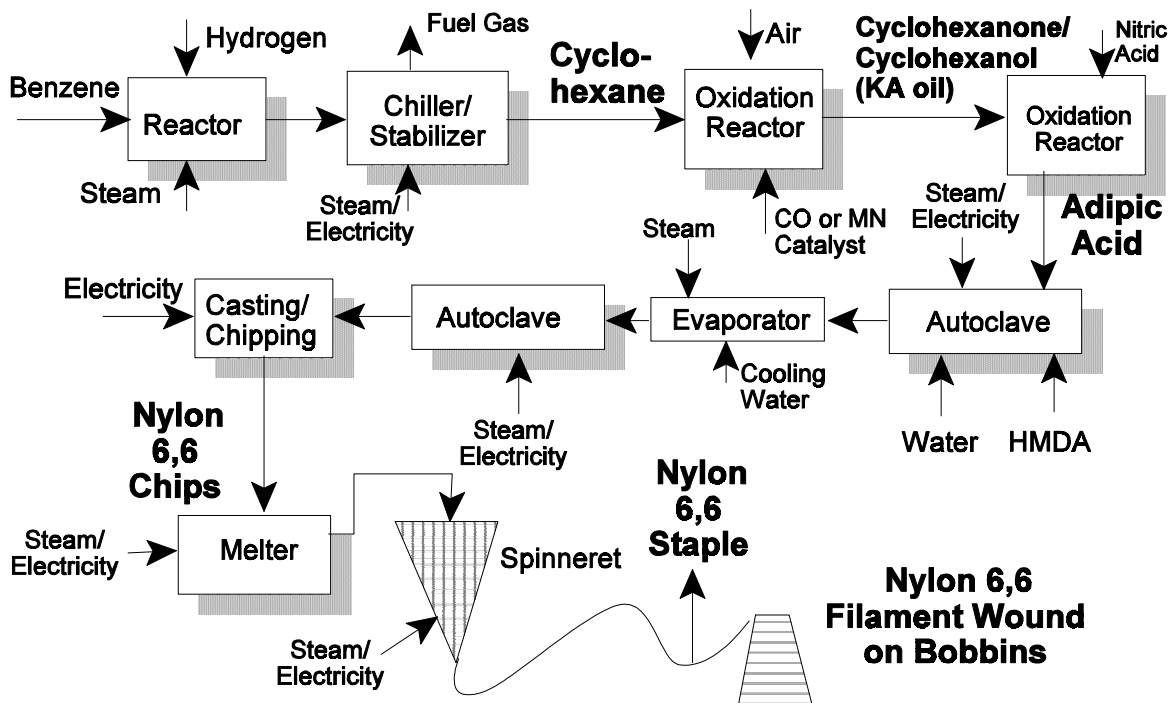 Hydrogen
Fuel Gas
Benzene
Reactor
Steam
Chiller/
Stabilizer
Steam/
Electricity
Cyclo-
hexane
Air
Oxidation
Reactor
CO or MN
Catalyst
Cyclohexanone/
Cyclohexanol
(KA oil)
Nitric
Acid
Oxidation
Reactor
Adipic
Acid
Steam/
Electricity
Autoclave
Water
HMDA
Steam
Evaporator
Cooling
Water
Autoclave
Steam/
Electricity
Electricity
Casting/
Chipping
Nylon
6,6
Chips
Steam/
Electricity
Melter
Spinneret
Steam/
Electricity
Nylon
6,6
Staple
Nylon 6,6
Filament Wound
on Bobbins